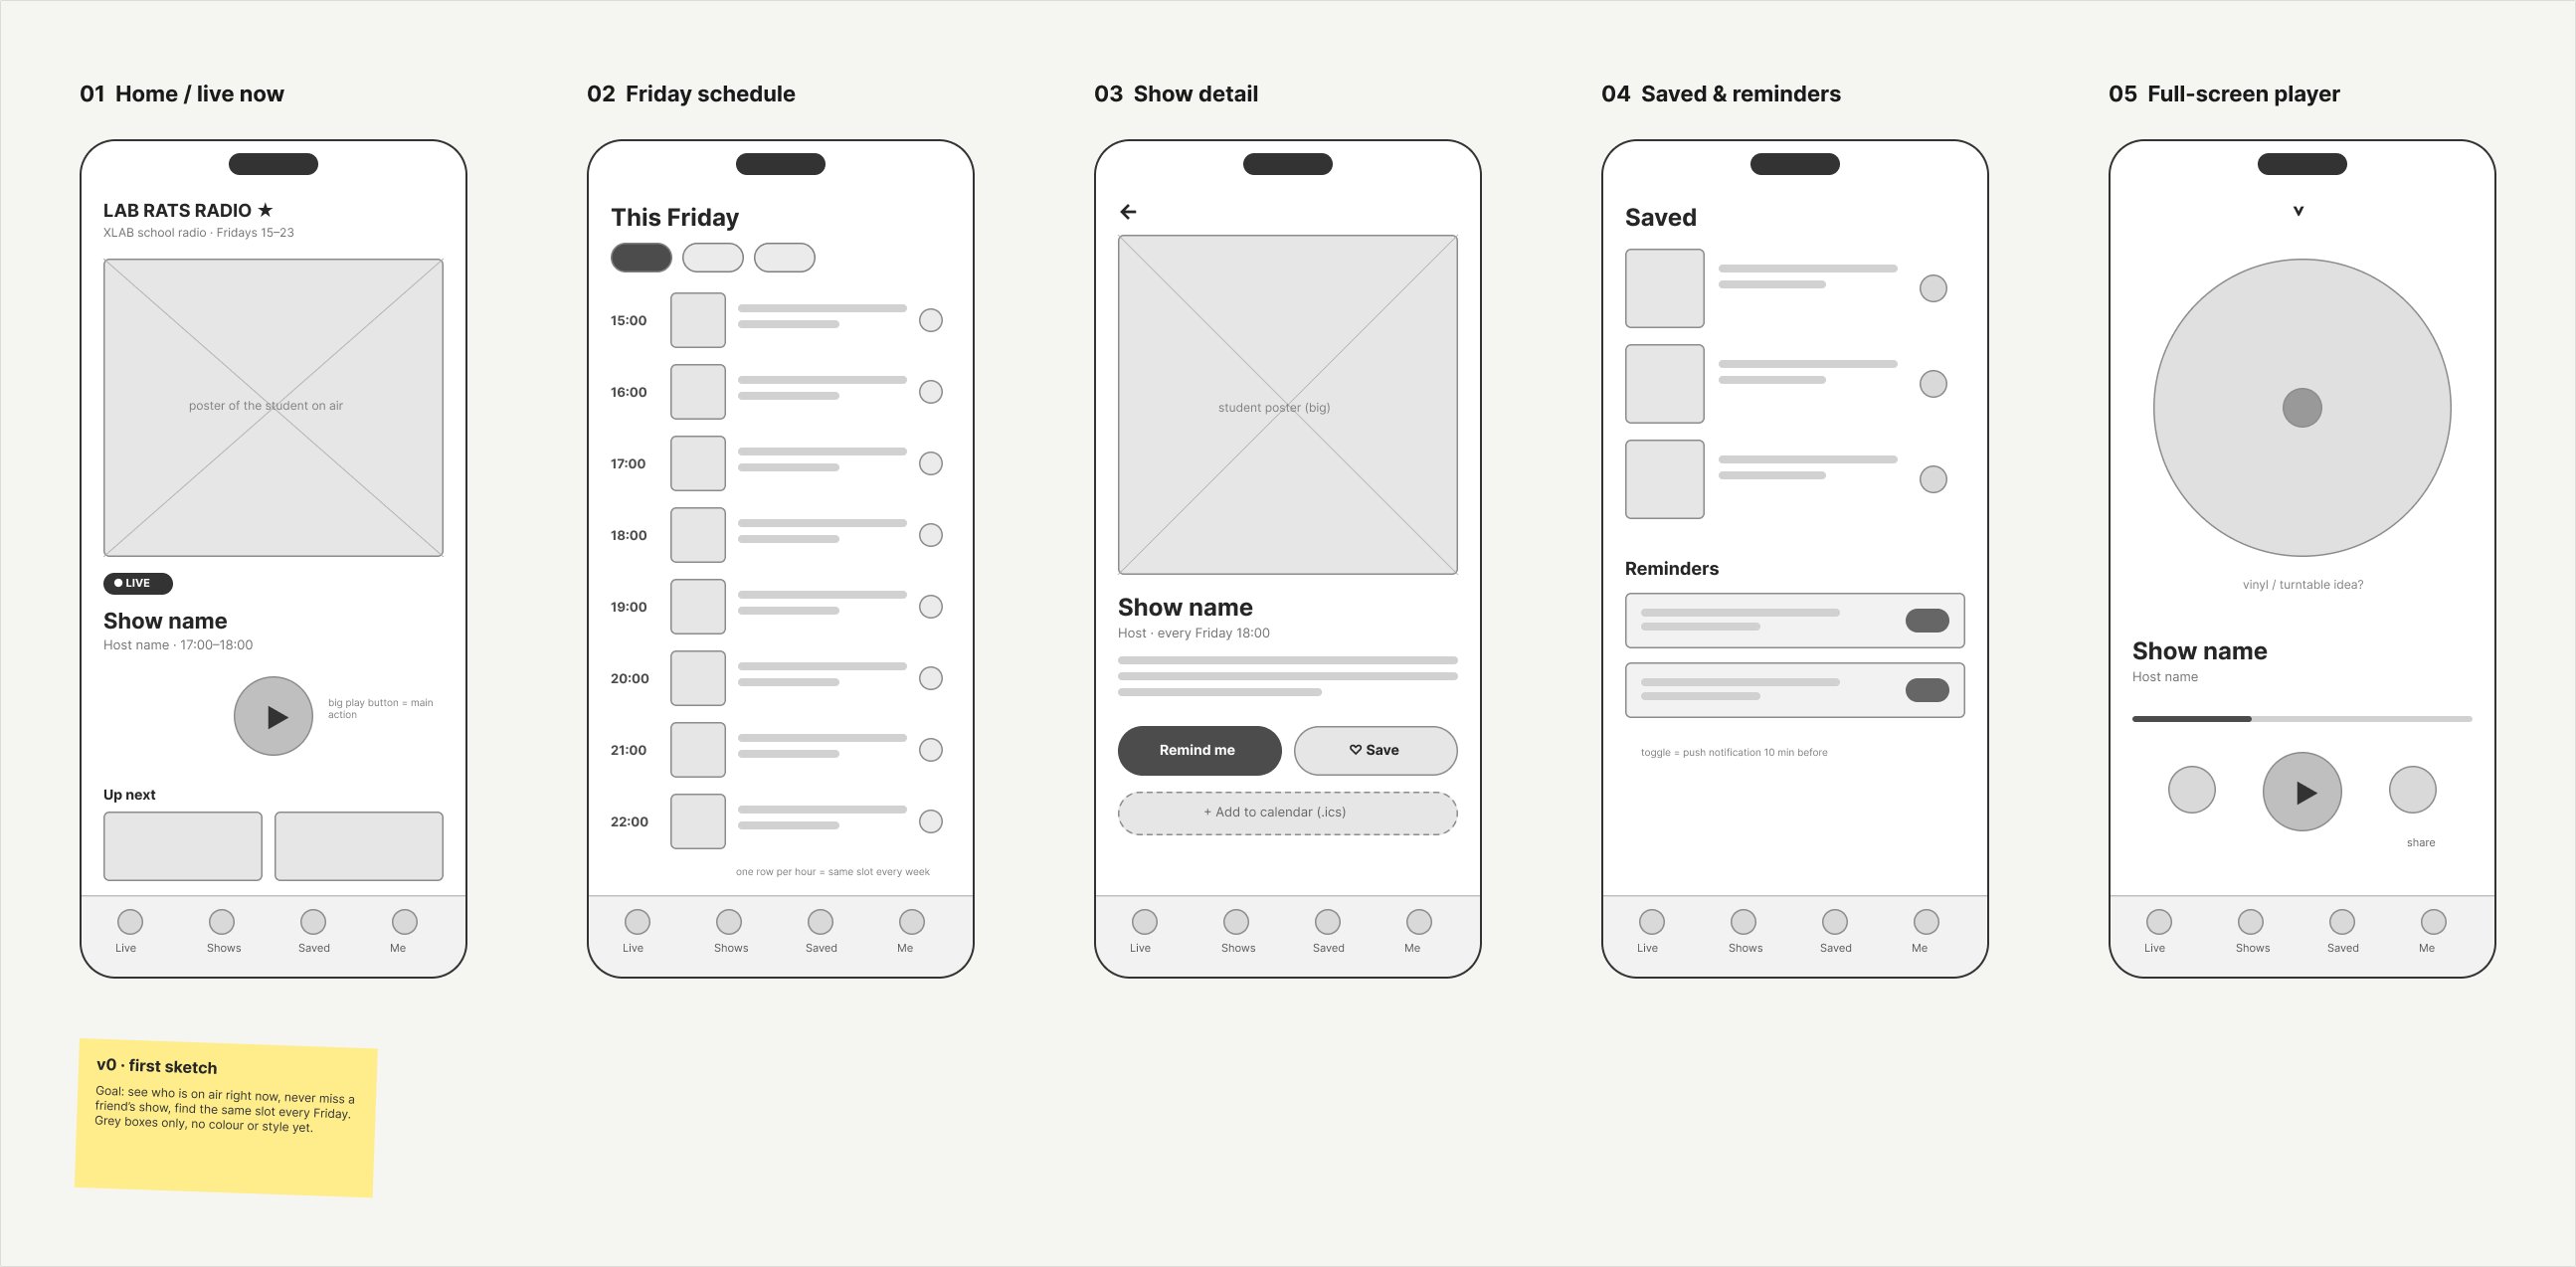 01 Home / live now
LAB RATS RADIO ★
XLAB school radio · Fridays 15–23
poster of the student on air
LIVE
Show name
Host name · 17:00–18:00
big play button = main
action
Up next
Live Shows Saved Me
02 Friday schedule
This Friday
15:00
16:00
17:00
18:00
19:00
20:00
21:00
22:00
one row per hour = same slot every week
Live Shows Saved Me
03 Show detail
student poster (big)
Show name
Host · every Friday 18:00
Remind me
♡ Save
+ Add to calendar (.ics)
Live Shows Saved Me
04 Saved & reminders
Saved
Reminders
toggle = push notification 10 min before
Live Shows Saved Me
05 Full-screen player
vinyl / turntable idea?
Show name
Host name
share
Live Shows Saved Me
v0 · first sketch
Goal: see who is on air right now, never miss a
friend's show, find the same slot every Friday.
Grey boxes only, no colour or style yet.